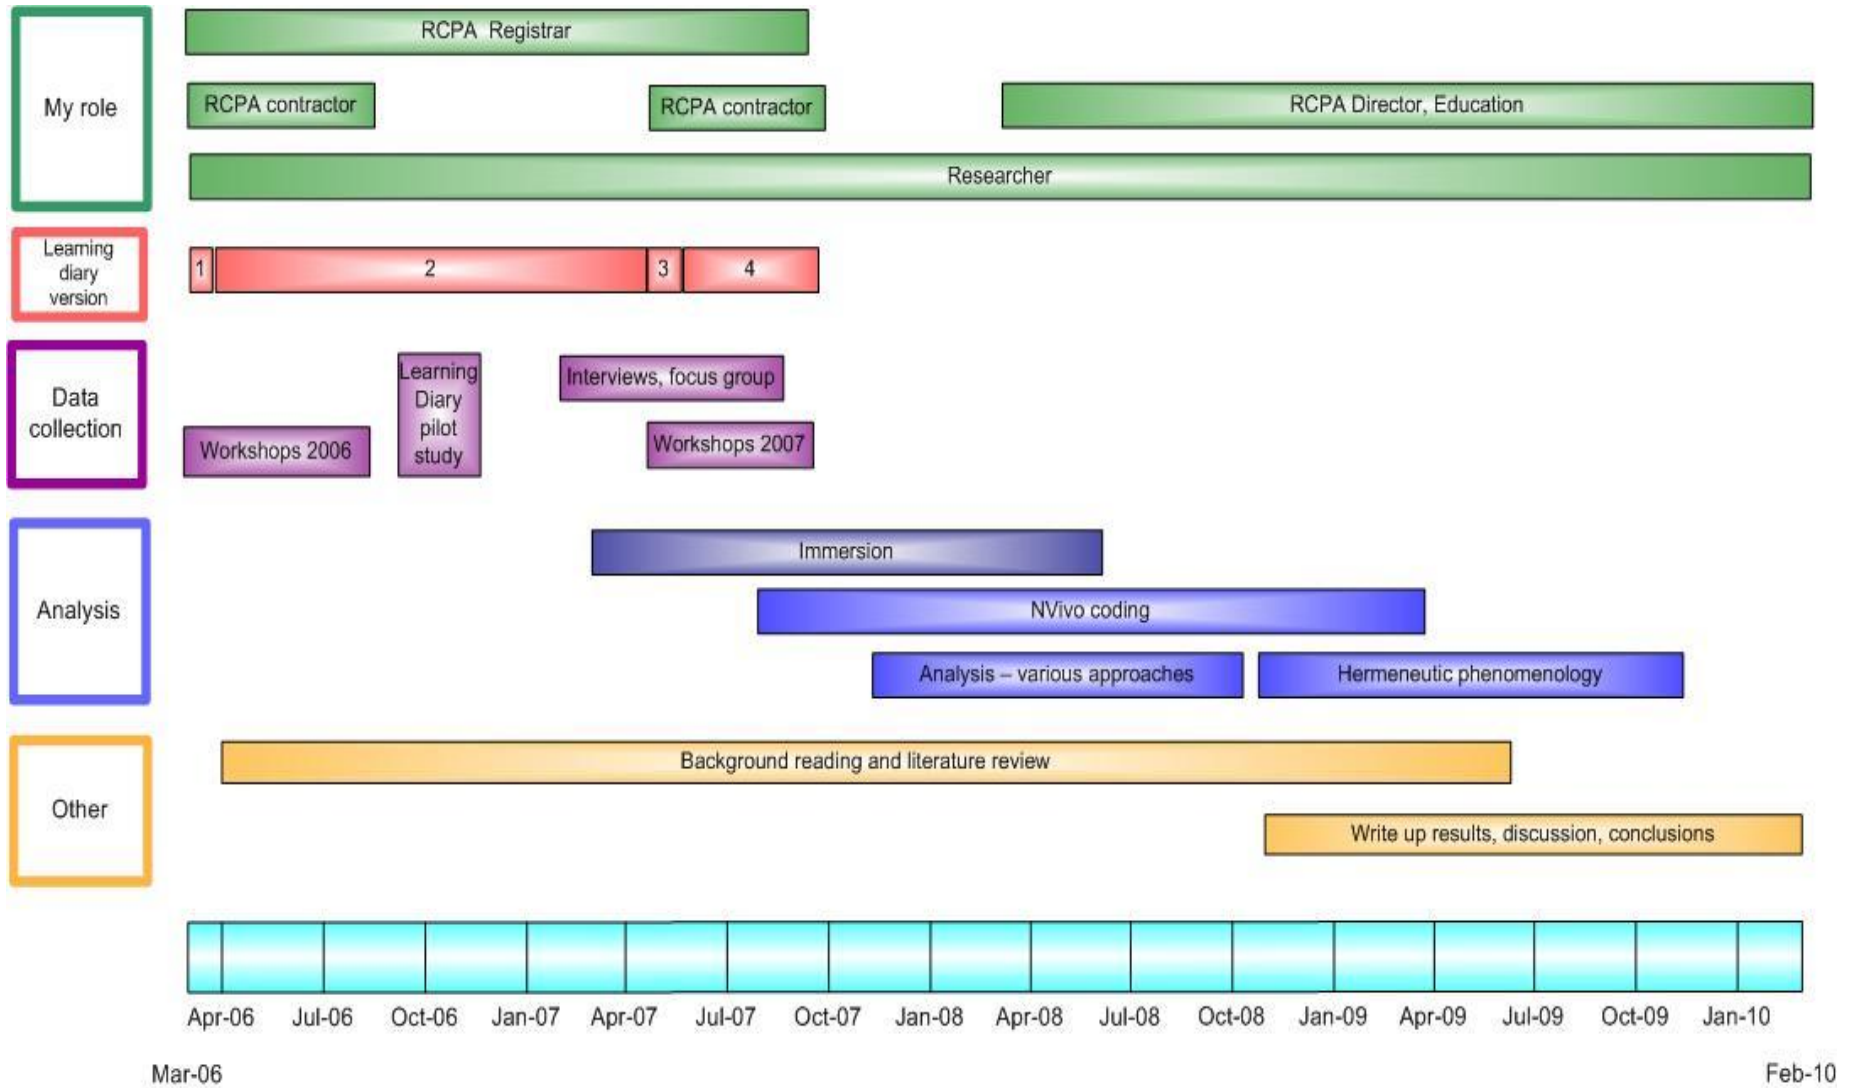 My role
RCPA Registrar
RCPA contractor
RCPA contractor
RCPA Director, Education
Researcher
Learning
diary
version
1
2
3
4
Data
collection
Workshops 2006
Learning
Diary
pilot
study
Interviews, focus group
Workshops 2007
Analysis
Immersion
NVivo coding
Analysis – various approaches
Hermeneutic phenomenology
Other
Background reading and literature review
Write up results, discussion, conclusions
Apr-06 Jul-06 Oct-06 Jan-07 Apr-07 Jul-07 Oct-07 Jan-08 Apr-08 Jul-08 Oct-08 Jan-09 Apr-09 Jul-09 Oct-09 Jan-10
Mar-06 Feb-10